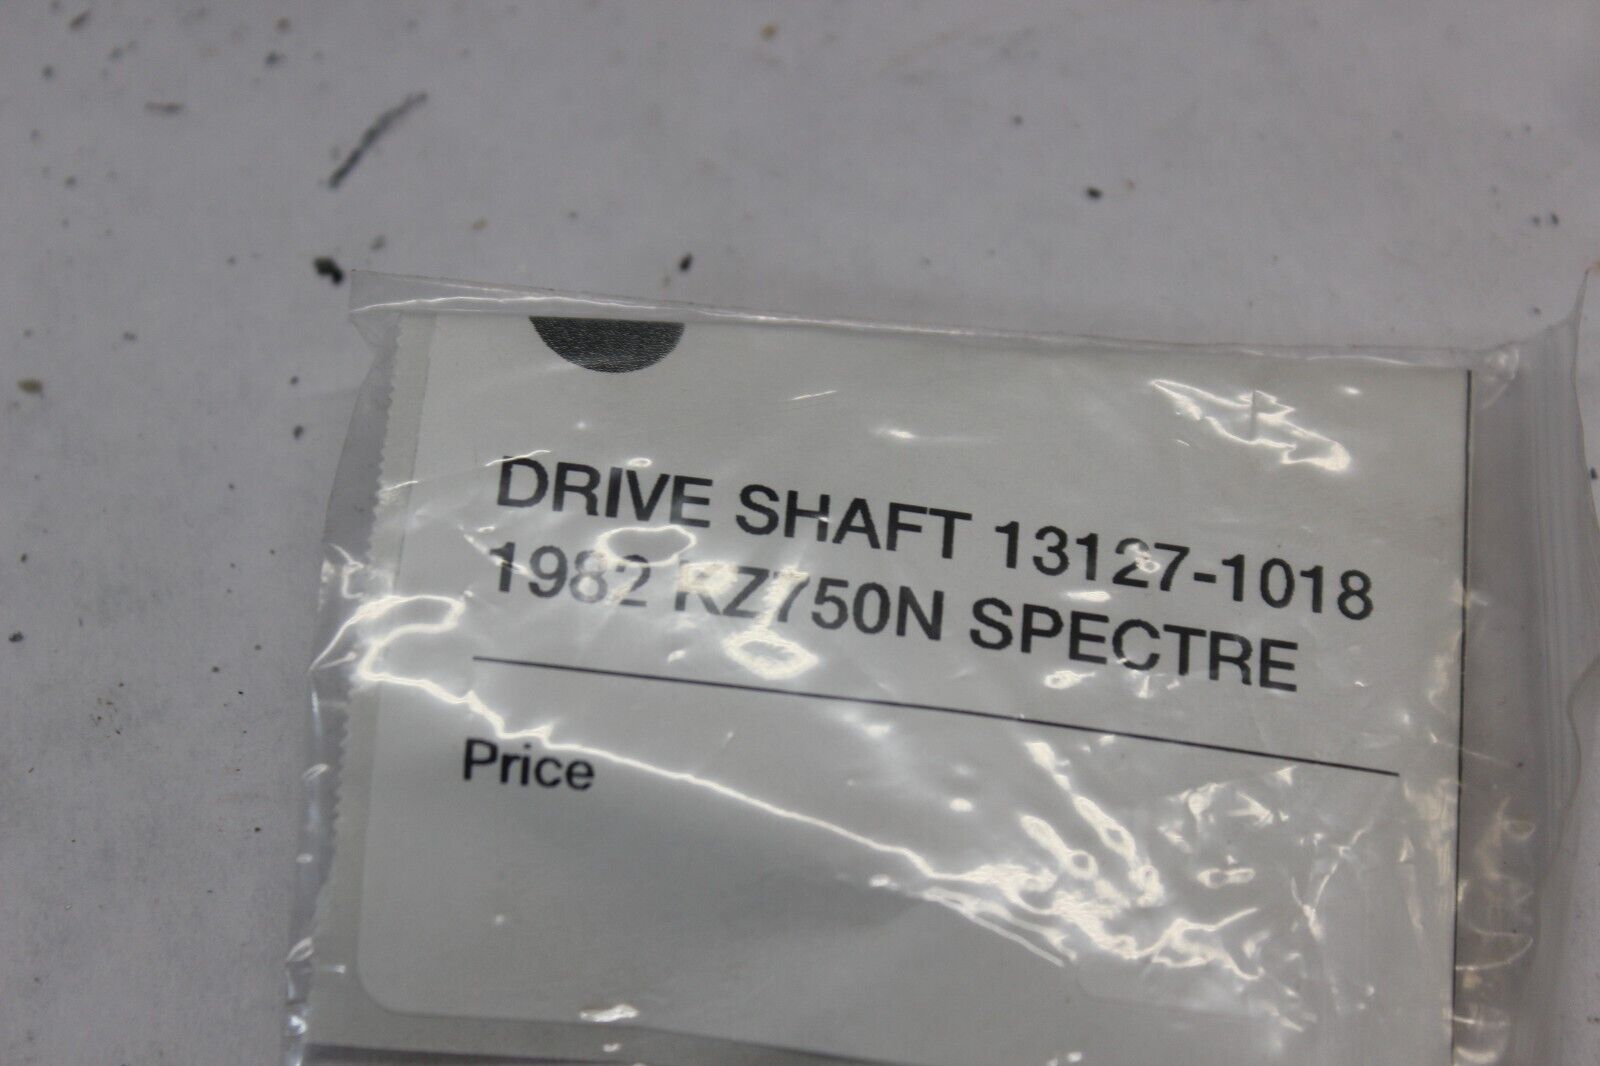 DRIVE SHAFT 13127-1018
1982 KZ750N SPECTRE
Price